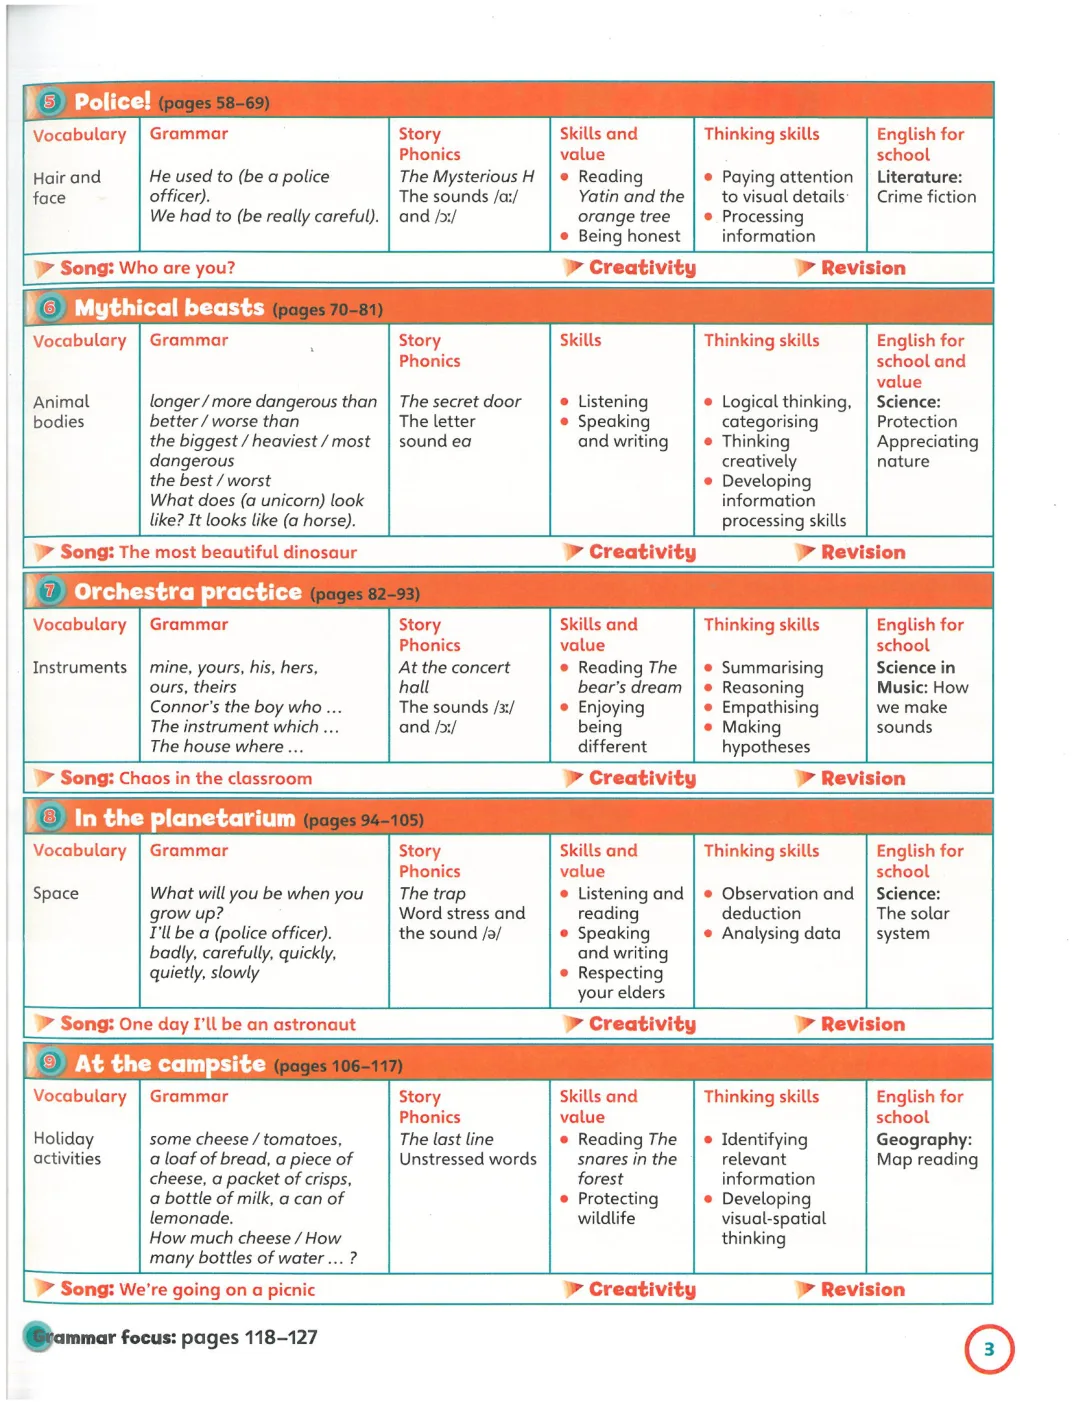 5 Police! (pages 58–69)
Vocabulary
Hair and
face
Grammar
He used to (be a police
officer).
We had to (be really careful).
Story
Phonics
The Mysterious H
The sounds /ɑː/
and /ɔː/
Skills and
value
• Reading
Yatin and the
orange tree
• Being honest
Thinking skills
• Paying attention
to visual details
• Processing
information
English for
school
Literature:
Crime fiction
Song: Who are you?
Creativity
Revision
6 Mythical beasts (pages 70–81)
Vocabulary
Animal
bodies
Grammar
longer / more dangerous than
better / worse than
the biggest / heaviest / most
dangerous
the best / worst
What does (a unicorn) look
like? It looks like (a horse).
Story
Phonics
The secret door
The letter
sound ea
Skills
• Listening
• Speaking
and writing
Thinking skills
• Logical thinking,
categorising
• Thinking
creatively
• Developing
information
processing skills
English for
school and
value
Science:
Protection
Appreciating
nature
Song: The most beautiful dinosaur
Creativity
Revision
7 Orchestra practice (pages 82–93)
Vocabulary
Instruments
Grammar
mine, yours, his, hers,
ours, theirs
Connor's the boy who ...
The instrument which ...
The house where ...
Story
Phonics
At the concert
hall
The sounds /ɜː/
and /ɔː/
Skills and
value
• Reading The
bear's dream
• Enjoying
being
different
Thinking skills
• Summarising
• Reasoning
• Empathising
• Making
hypotheses
English for
school
Science in
Music: How
we make
sounds
Song: Chaos in the classroom
Creativity
Revision
8 In the planetarium (pages 94–105)
Vocabulary
Space
Grammar
What will you be when you
grow up?
I'll be a (police officer).
badly, carefully, quickly,
quietly, slowly
Story
Phonics
The trap
Word stress and
the sound /ə/
Skills and
value
• Listening and
reading
• Speaking
and writing
• Respecting
your elders
Thinking skills
• Observation and
deduction
• Analysing data
English for
school
Science:
The solar
system
Song: One day I'll be an astronaut
Creativity
Revision
9 At the campsite (pages 106–117)
Vocabulary
Holiday
activities
Grammar
some cheese / tomatoes,
a loaf of bread, a piece of
cheese, a packet of crisps,
a bottle of milk, a can of
lemonade.
How much cheese / How
many bottles of water ... ?
Story
Phonics
The last line
Unstressed words
Skills and
value
• Reading The
snares in the
forest
• Protecting
wildlife
Thinking skills
• Identifying
relevant
information
• Developing
visual-spatial
thinking
English for
school
Geography:
Map reading
Song: We're going on a picnic
Creativity
Revision
Grammar focus: pages 118–127
3